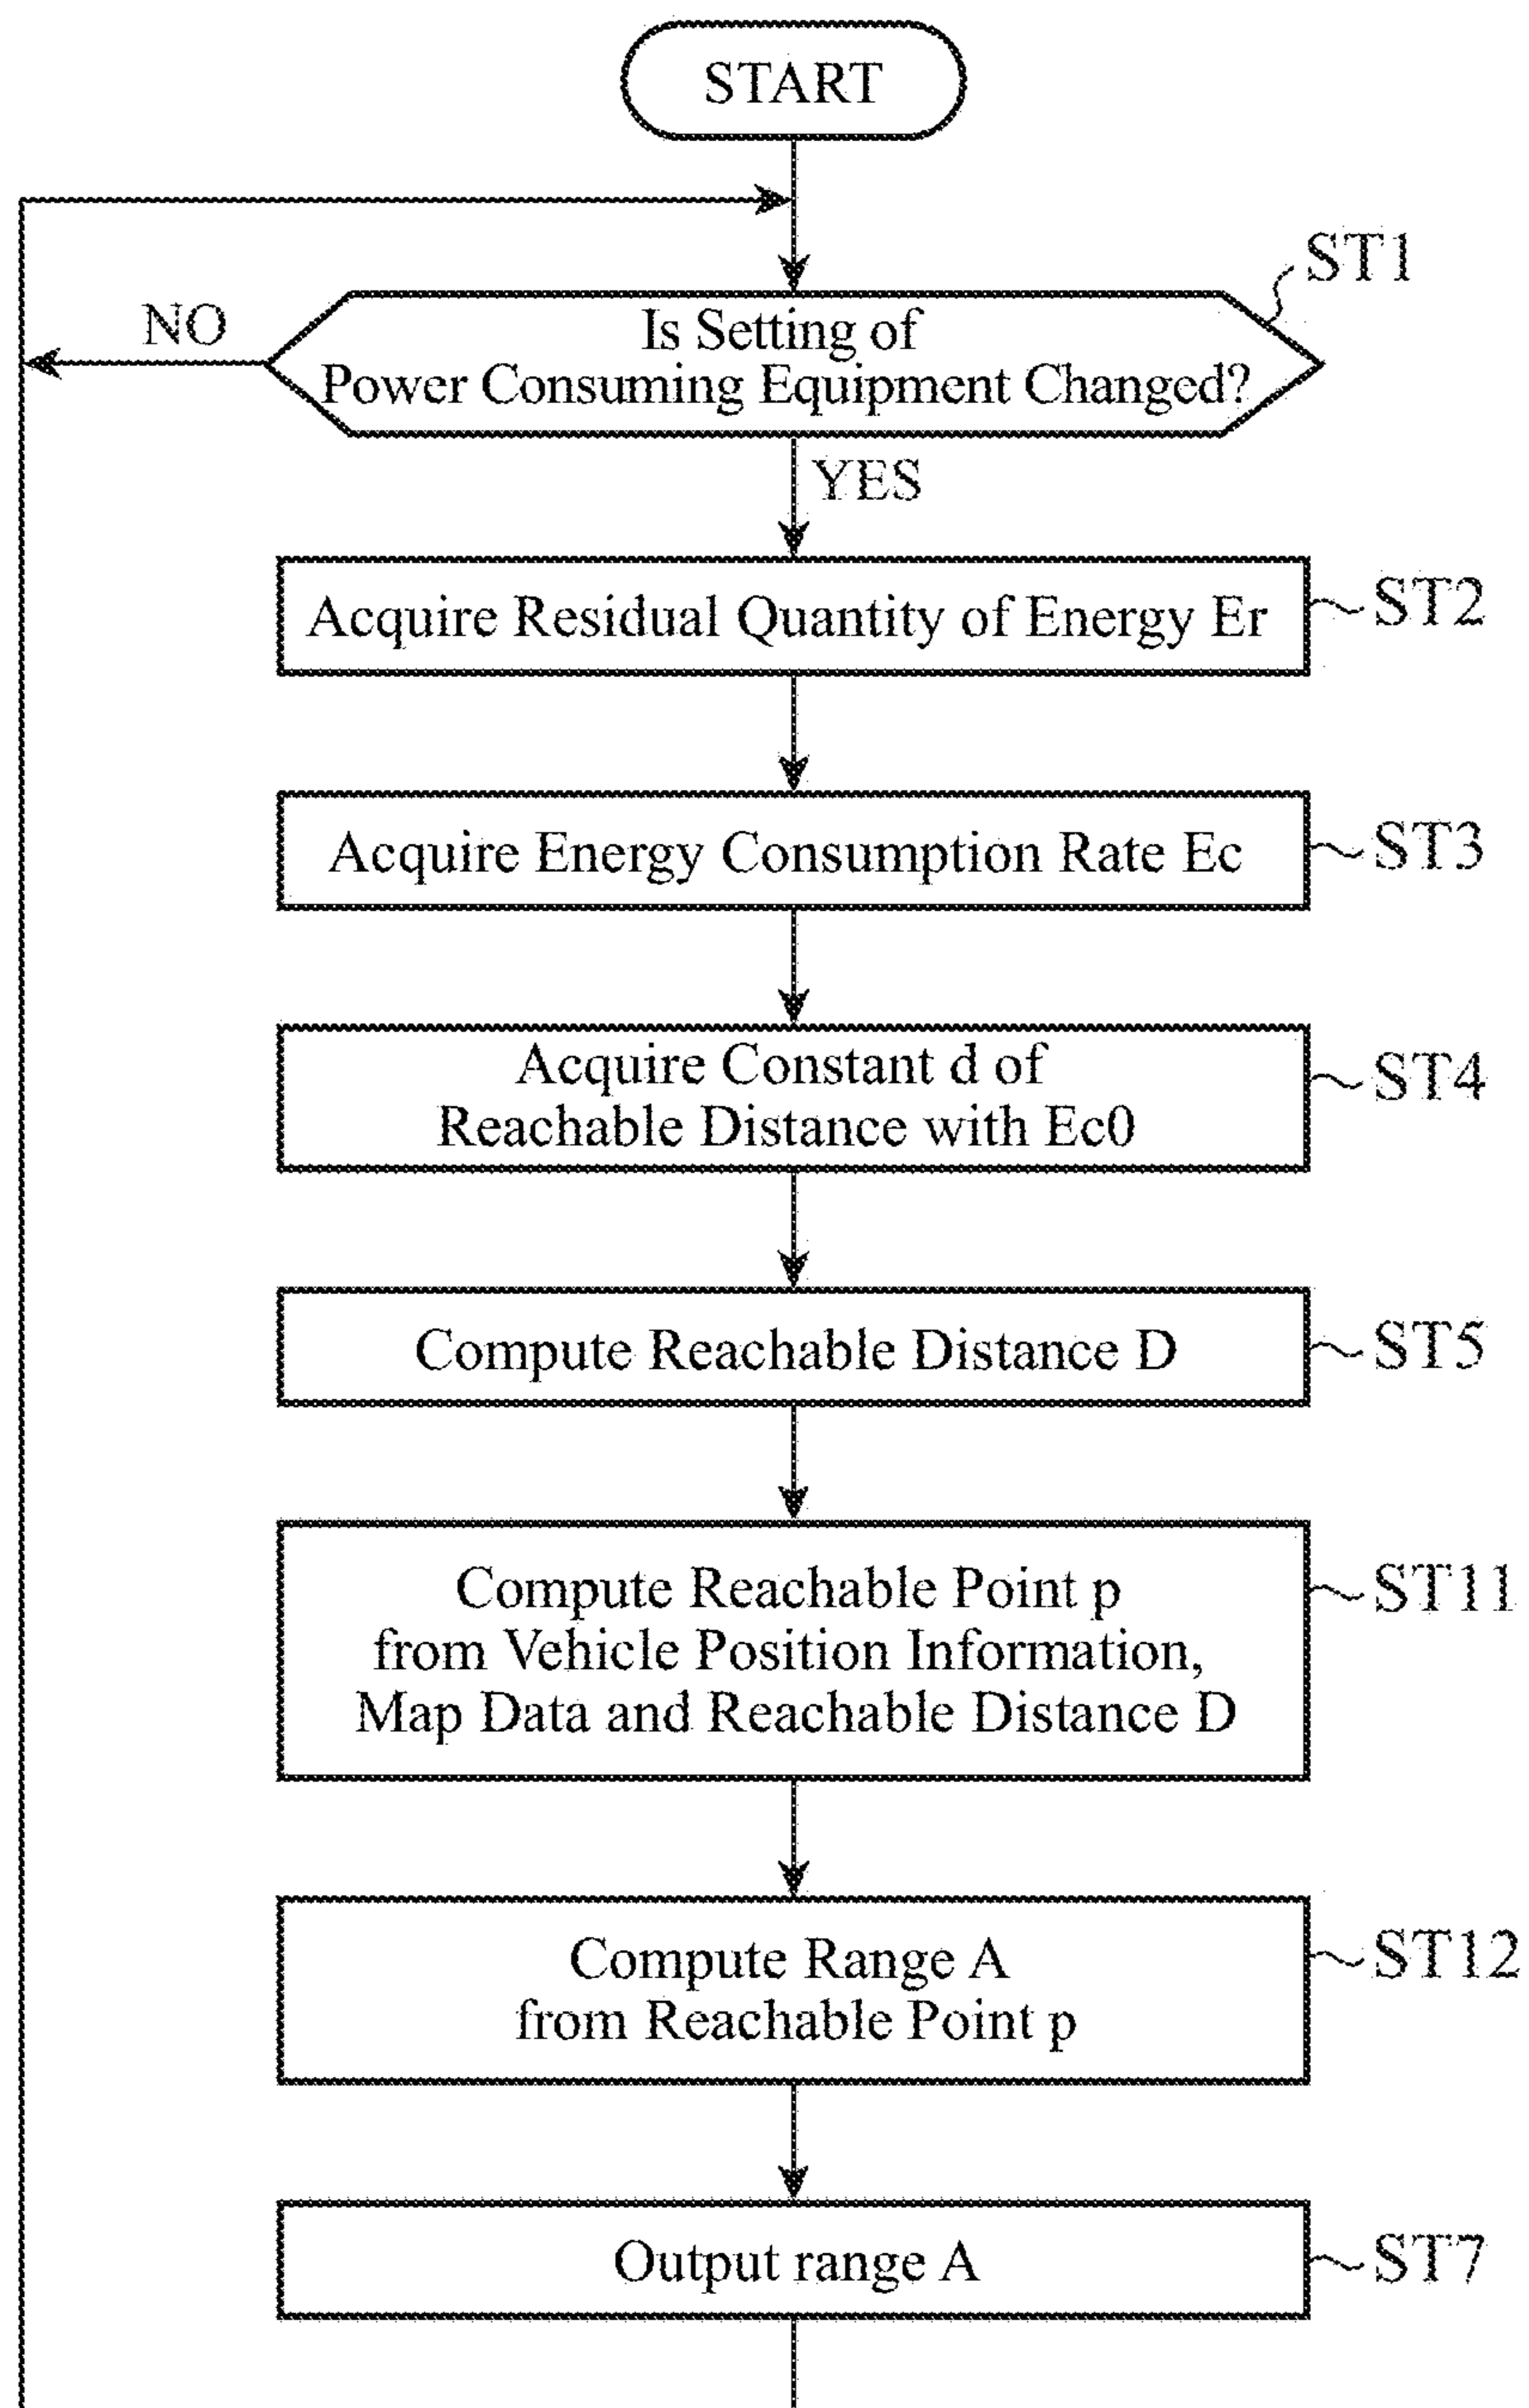 START
ST1
NO
Is Setting of
Power Consuming Equipment Changed?
YES
Acquire Residual Quantity of Energy Er
ST2
Acquire Energy Consumption Rate Ec
ST3
Acquire Constant d of
Reachable Distance with Ec0
ST4
Compute Reachable Distance D
ST5
Compute Reachable Point p
from Vehicle Position Information,
Map Data and Reachable Distance D
ST11
Compute Range A
from Reachable Point p
ST12
Output range A
ST7